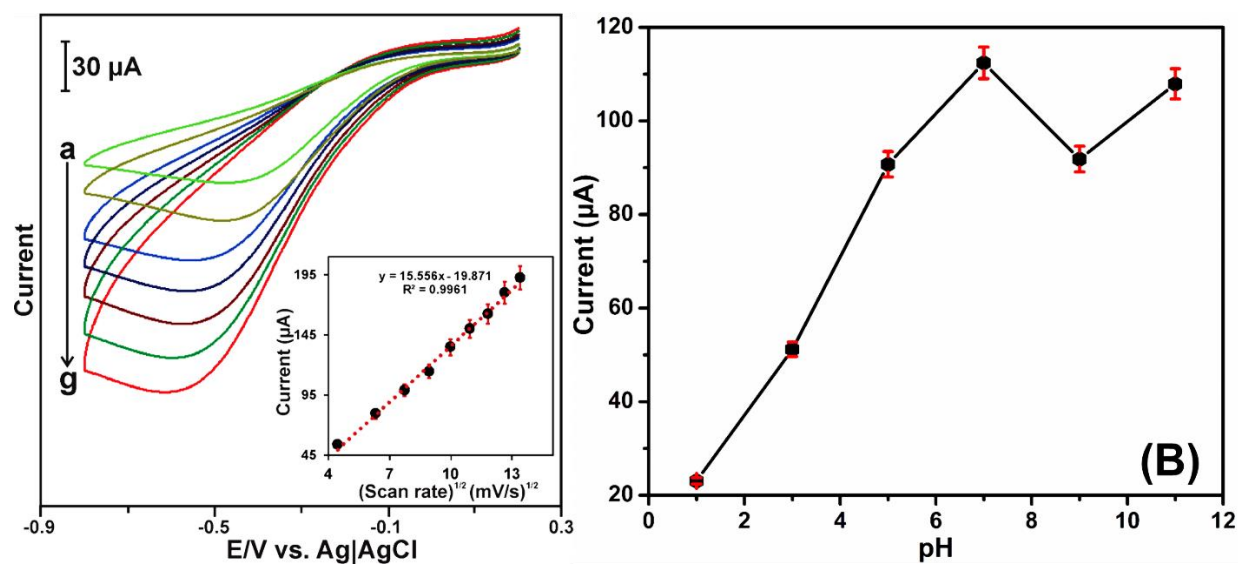 30 µA
a
g
Current
y = 15.556x - 19.871
R² = 0.9961
195
145
95
45
Current (µA)
4 7 10 13
(Scan rate)^1/2 (mV/s)^1/2
-0.9 -0.5 -0.1 0.3
E/V vs. Ag|AgCl
120
100
80
60
40
20
Current (µA)
(B)
0 2 4 6 8 10 12
pH